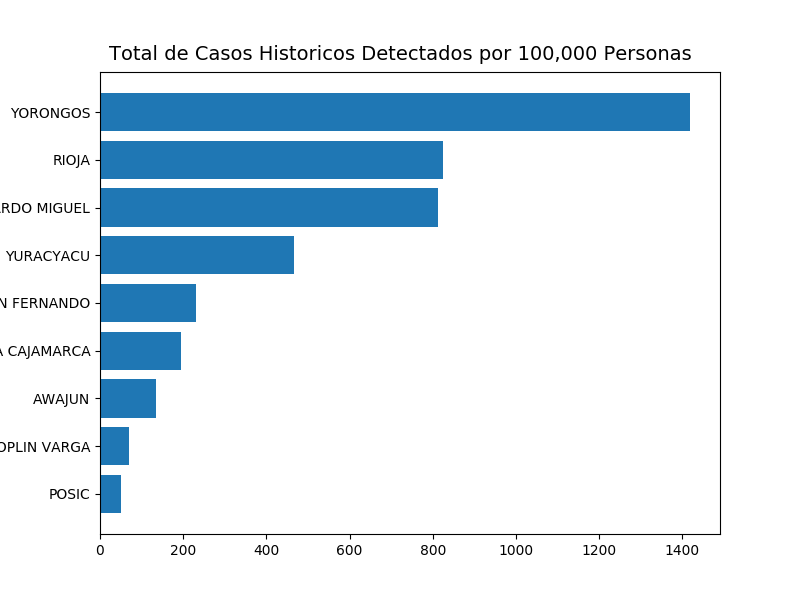 Total de Casos Historicos Detectados por 100,000 Personas
YORONGOS
RIOJA
RDO MIGUEL
YURACYACU
N FERNANDO
CAJAMARCA
AWAJUN
OPLIN VARGA
POSIC
0 200 400 600 800 1000 1200 1400